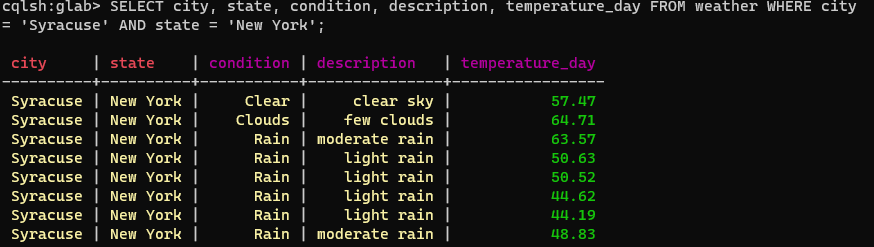 cqlsh:glab> SELECT city, state, condition, description, temperature_day FROM weather WHERE city
= 'Syracuse' AND state = 'New York';
city | state | condition | description | temperature_day
----------+----------+-----------+---------------+-----------------
Syracuse | New York | Clear | clear sky | 57.47
Syracuse | New York | Clouds | few clouds | 64.71
Syracuse | New York | Rain | moderate rain | 63.57
Syracuse | New York | Rain | light rain | 50.63
Syracuse | New York | Rain | light rain | 50.52
Syracuse | New York | Rain | light rain | 44.62
Syracuse | New York | Rain | light rain | 44.19
Syracuse | New York | Rain | moderate rain | 48.83